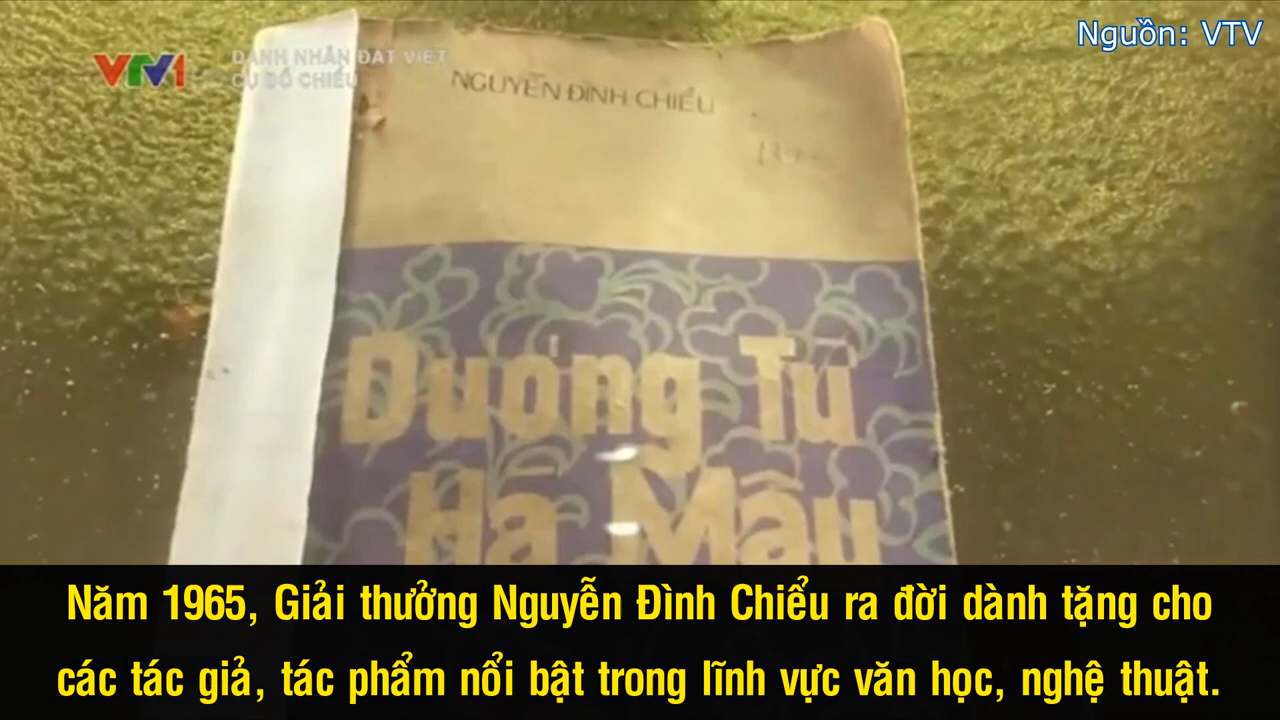 Nguồn: VTV
VTV1
DANH NHÂN ĐẤT VIỆT
CỤ ĐỒ CHIỂU
NGUYỄN ĐÌNH CHIỂU
Dương Từ
Hà Mậu
Năm 1965, Giải thưởng Nguyễn Đình Chiểu ra đời dành tặng cho
các tác giả, tác phẩm nổi bật trong lĩnh vực văn học, nghệ thuật.